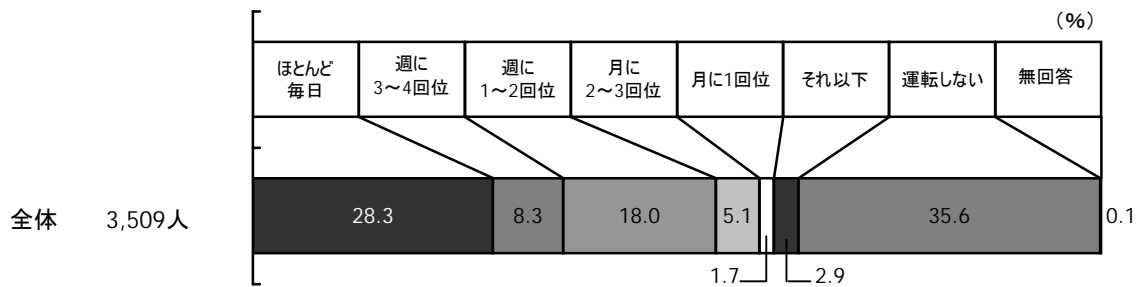 (%)
ほとんど
毎日
週に
3～4回位
週に
1～2回位
月に
2～3回位
月に1回位
それ以下
運転しない
無回答
全体 3,509人
28.3 8.3 18.0 5.1 35.6 0.1
1.7 2.9